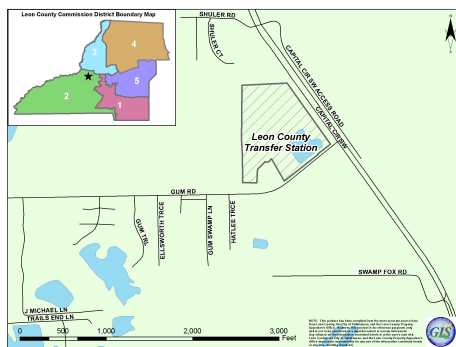 Leon County Commission District Boundary Map
SHULER RD
SHULER CT
3
4
2
5
1
CAPITAL CIR SW ACCESS ROAD
CAPITAL CIR SW
Leon County
Transfer Station
GUM RD
GUM TRL
ELLSWORTH TRCE
GUM SWAMP LN
HATLEE TRCE
SWAMP FOX RD
J MICHAEL LN
TRAILS END LN
0 500 1,000 2,000 3,000
Feet
GIS